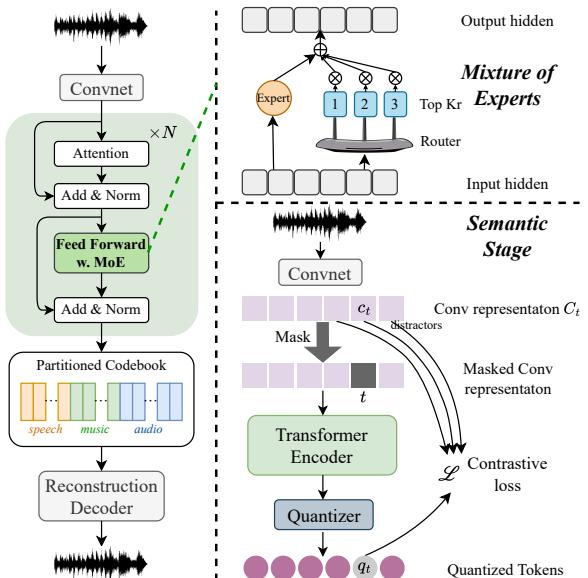 Convnet
×N
Attention
Add & Norm
Feed Forward
w. MoE
Add & Norm
Partitioned Codebook
speech
music
audio
Reconstruction
Decoder
Output hidden
Mixture of
Experts
Expert
1 2 3
Top Kr
Router
Input hidden
Semantic
Stage
Convnet
c_t
Conv representaton C_t
distractors
Mask
Masked Conv
representaton
t
Transformer
Encoder
ℒ
Contrastive
loss
Quantizer
q_t
Quantized Tokens